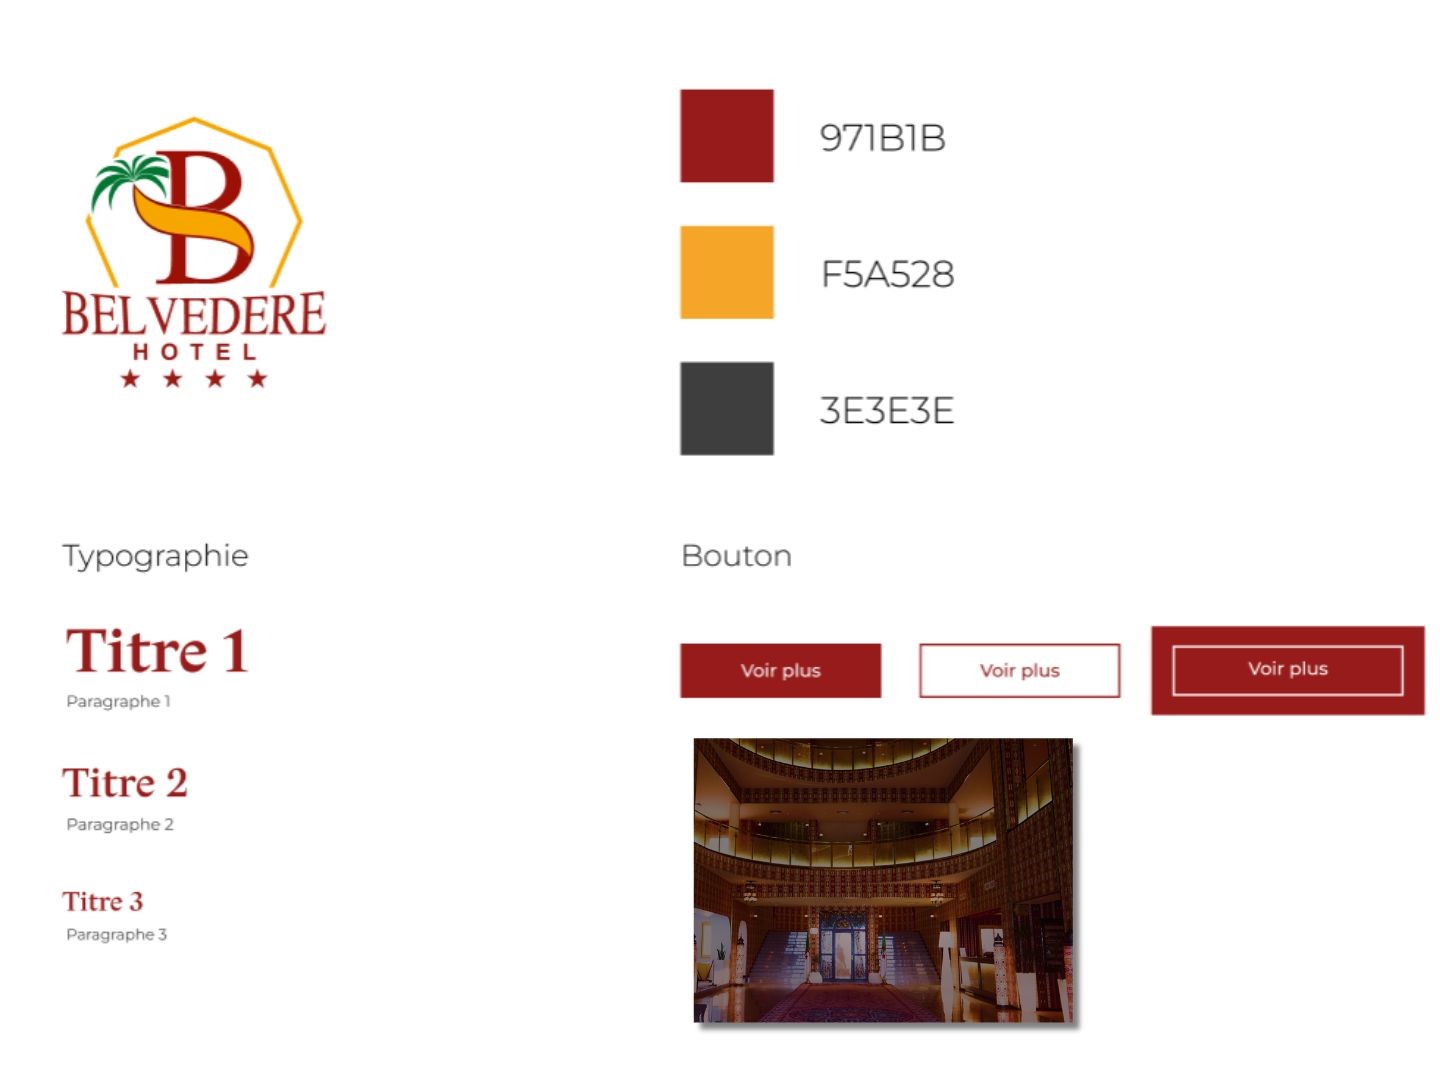 B
BELVEDERE
HOTEL
971B1B
F5A528
3E3E3E
Typographie
Titre 1
Paragraphe 1
Titre 2
Paragraphe 2
Titre 3
Paragraphe 3
Bouton
Voir plus
Voir plus
Voir plus